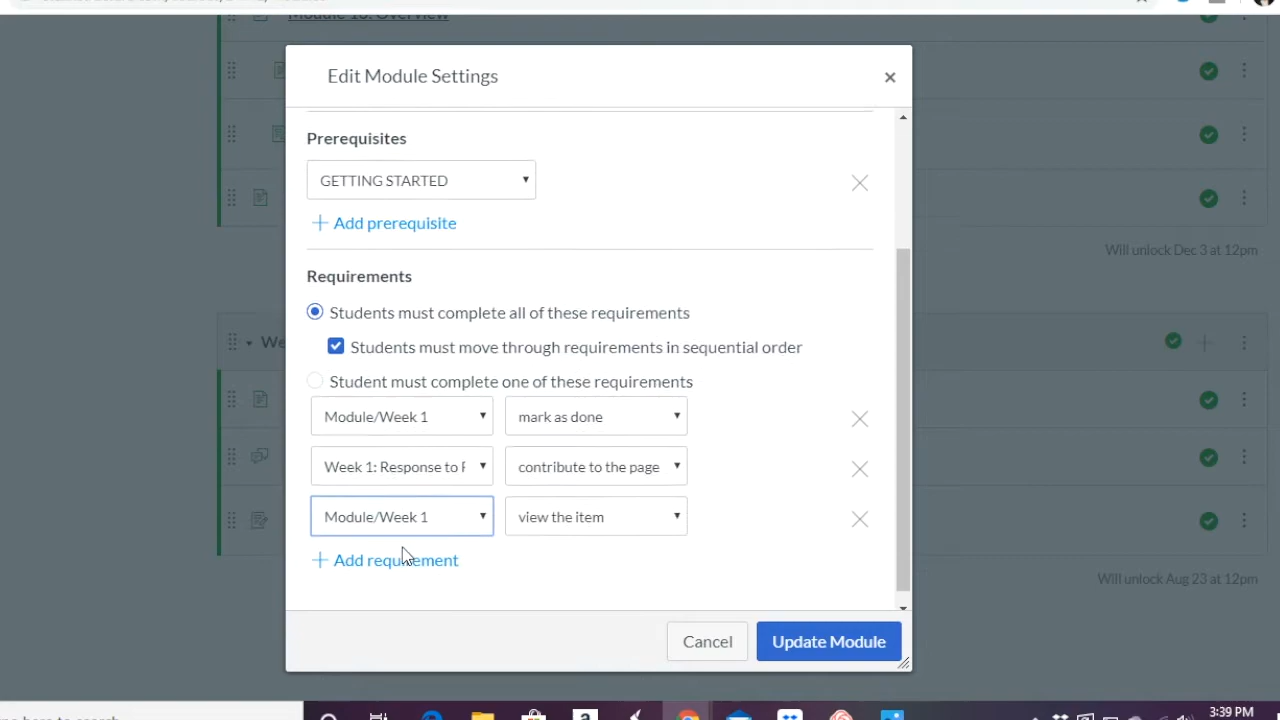 Module 15: Overview
Edit Module Settings
×
Prerequisites
GETTING STARTED
Add prerequisite
Will unlock Dec 3 at 12pm
Requirements
Students must complete all of these requirements
Students must move through requirements in sequential order
We
Student must complete one of these requirements
Module/Week 1 mark as done
Week 1: Response to contribute to the page
Module/Week 1 view the item
Add requirement
Will unlock Aug 23 at 12pm
Cancel Update Module
3:39 PM